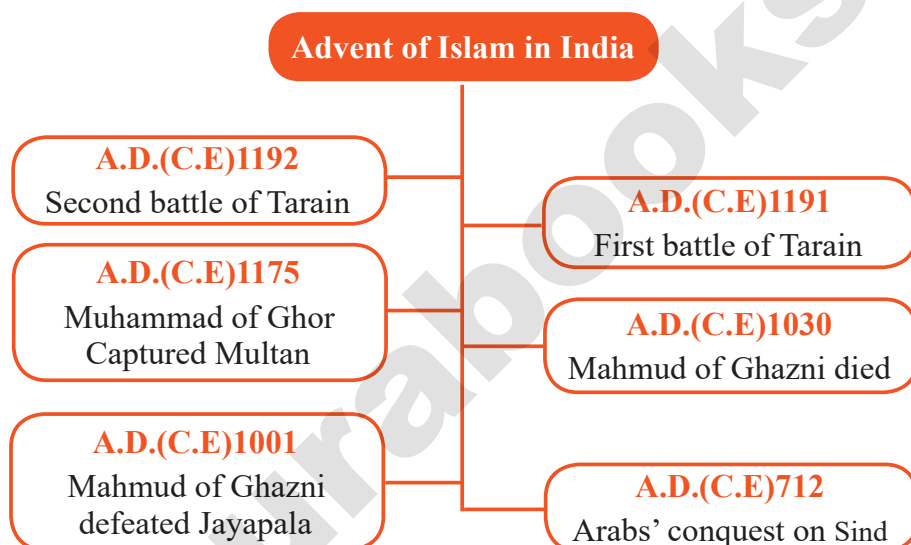 Advent of Islam in India
A.D.(C.E)1192
Second battle of Tarain
A.D.(C.E)1191
First battle of Tarain
A.D.(C.E)1175
Muhammad of Ghor
Captured Multan
A.D.(C.E)1030
Mahmud of Ghazni died
A.D.(C.E)1001
Mahmud of Ghazni
defeated Jayapala
A.D.(C.E)712
Arabs’ conquest on Sind
urabooks